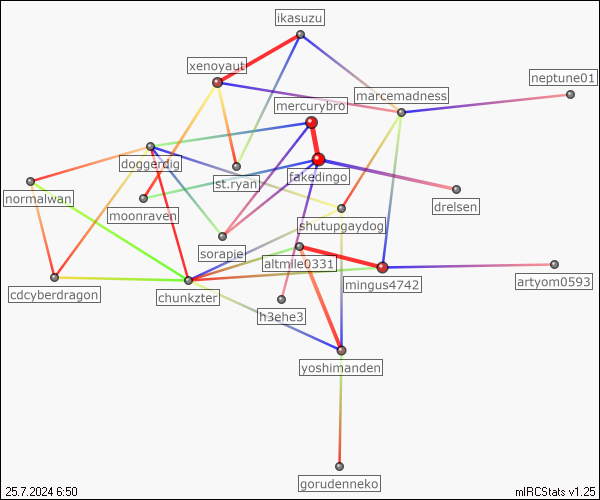 ikasuzu
xenoyaut
neptune01
marcemadness
mercurybro
doggerdig
st.ryan
fakedingo
normalwan
moonraven
drelsen
shutupgaydog
sorapie
altmile0331
cdcyberdragon
chunkzter
mingus4742
artyom0593
h3ehe3
yoshimanden
gorudenneko
25.7.2024 6:50
mIRCStats v1.25